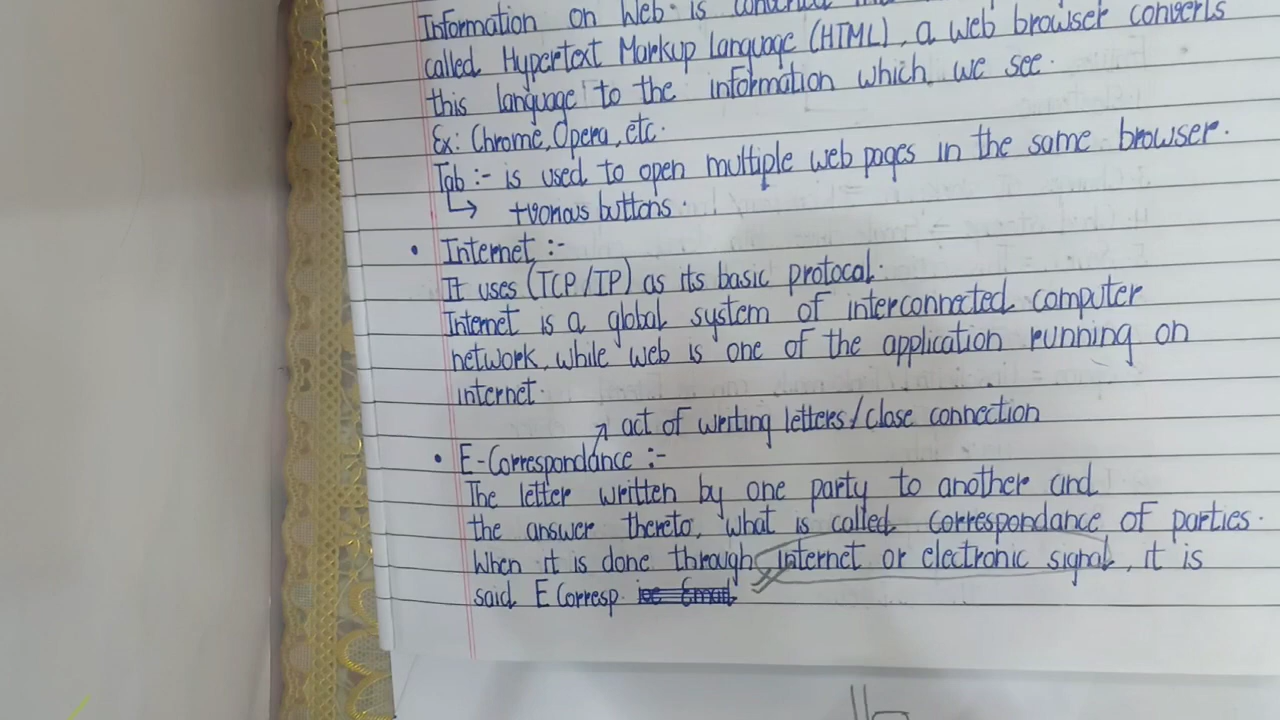 Information on Web is
called Hypertext Markup Language (HTML), a web browser converts
this language to the information which we see.
Ex: Chrome, Opera, etc.
Tab :- is used to open multiple web pages in the same browser.
↳ +various buttons.
• Internet :-
It uses (TCP/IP) as its basic protocal.
Internet is a global system of interconnected computer
network, while web is one of the application running on
internet.
↗ act of writing letters/close connection
• E-Correspondance :-
The letter written by one party to another and
the answer thereto, what is called correspondance of parties.
When it is done through internet or electronic signal, it is
said E Corresp.